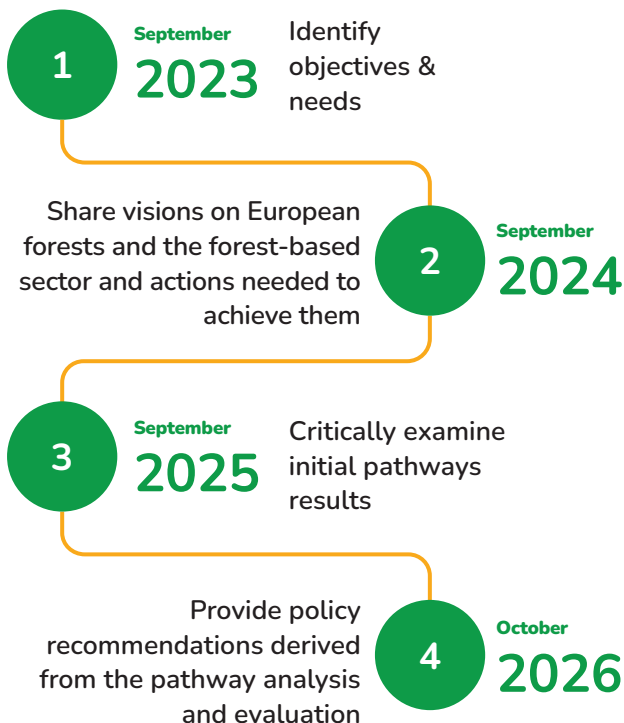 1
September
2023
Identify
objectives &
needs
Share visions on European
forests and the forest-based
sector and actions needed to
achieve them
2
September
2024
3
September
2025
Critically examine
initial pathways
results
Provide policy
recommendations derived
from the pathway analysis
and evaluation
4
October
2026